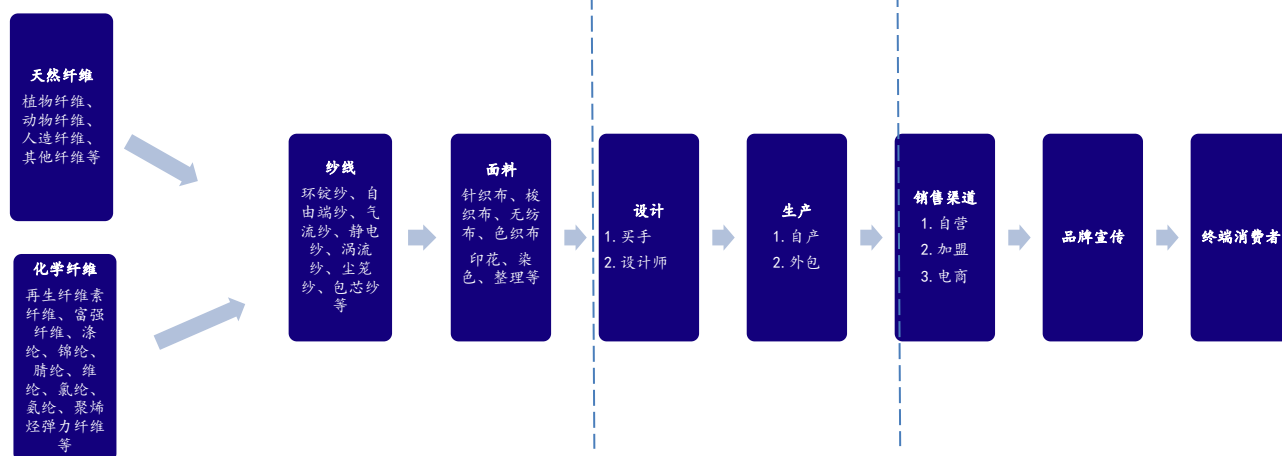 天然纤维
植物纤维、
动物纤维、
人造纤维、
其他纤维等
化学纤维
再生纤维素
纤维、富强
纤维、涤
纶、锦纶、
腈纶、维
纶、氯纶、
氨纶、聚烯
烃弹力纤维
等
纱线
环锭纱、自
由端纱、气
流纱、静电
纱、涡流
纱、尘笼
纱、包芯纱
等
面料
针织布、梭
织布、无纺
布、色织布
印花、染
色、整理等
设计
1.买手
2.设计师
生产
1.自产
2.外包
销售渠道
1.自营
2.加盟
3.电商
品牌宣传
终端消费者